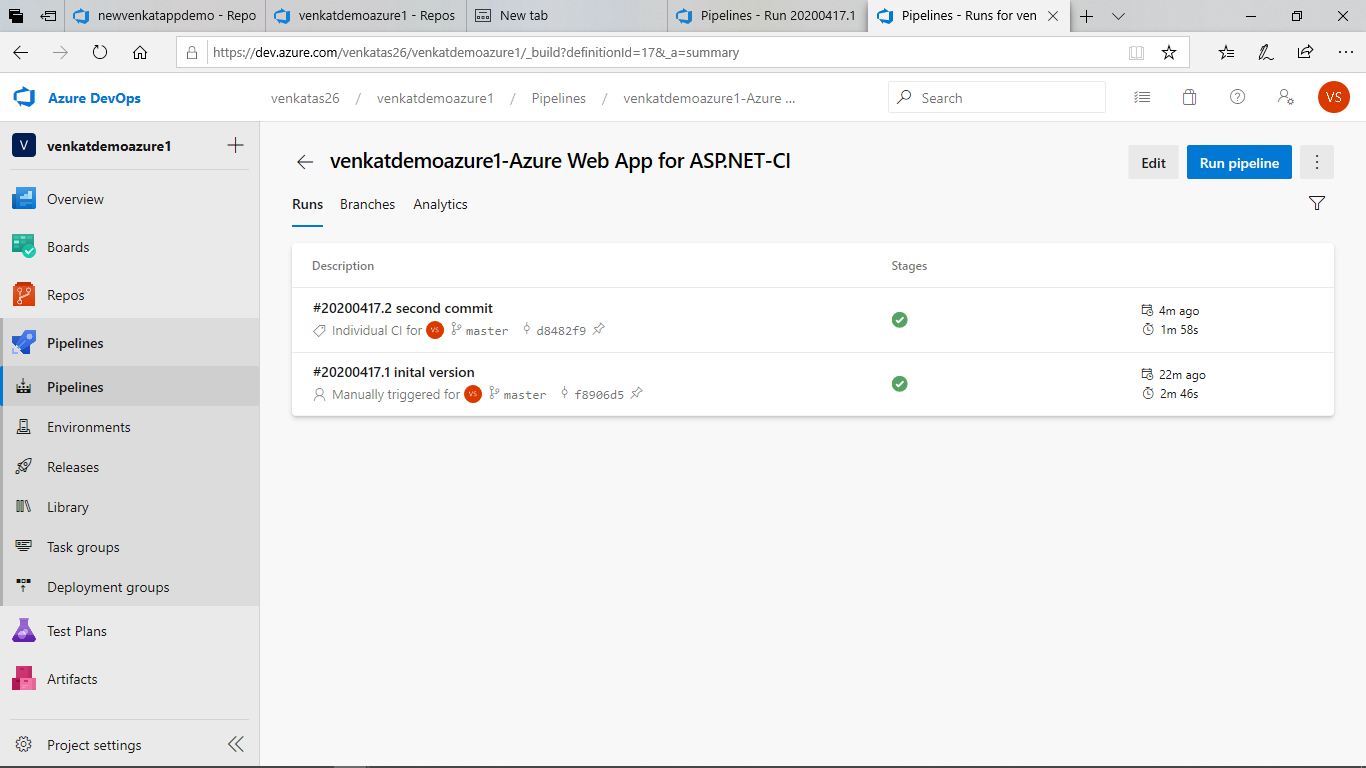 newvenkatappdemo - Repo
venkatdemoazure1 - Repos
New tab
Pipelines - Run 20200417.1
Pipelines - Runs for ven
https://dev.azure.com/venkatas26/venkatdemoazure1/_build?definitionId=17&_a=summary
Azure DevOps
venkatas26 / venkatdemoazure1 / Pipelines / venkatdemoazure1-Azure ...
Search
VS
V venkatdemoazure1
Overview
Boards
Repos
Pipelines
Pipelines
Environments
Releases
Library
Task groups
Deployment groups
Test Plans
Artifacts
Project settings
venkatdemoazure1-Azure Web App for ASP.NET-CI
Edit
Run pipeline
Runs Branches Analytics
Description Stages
#20200417.2 second commit
Individual CI for VS master d8482f9
4m ago
1m 58s
#20200417.1 inital version
Manually triggered for VS master f8906d5
22m ago
2m 46s